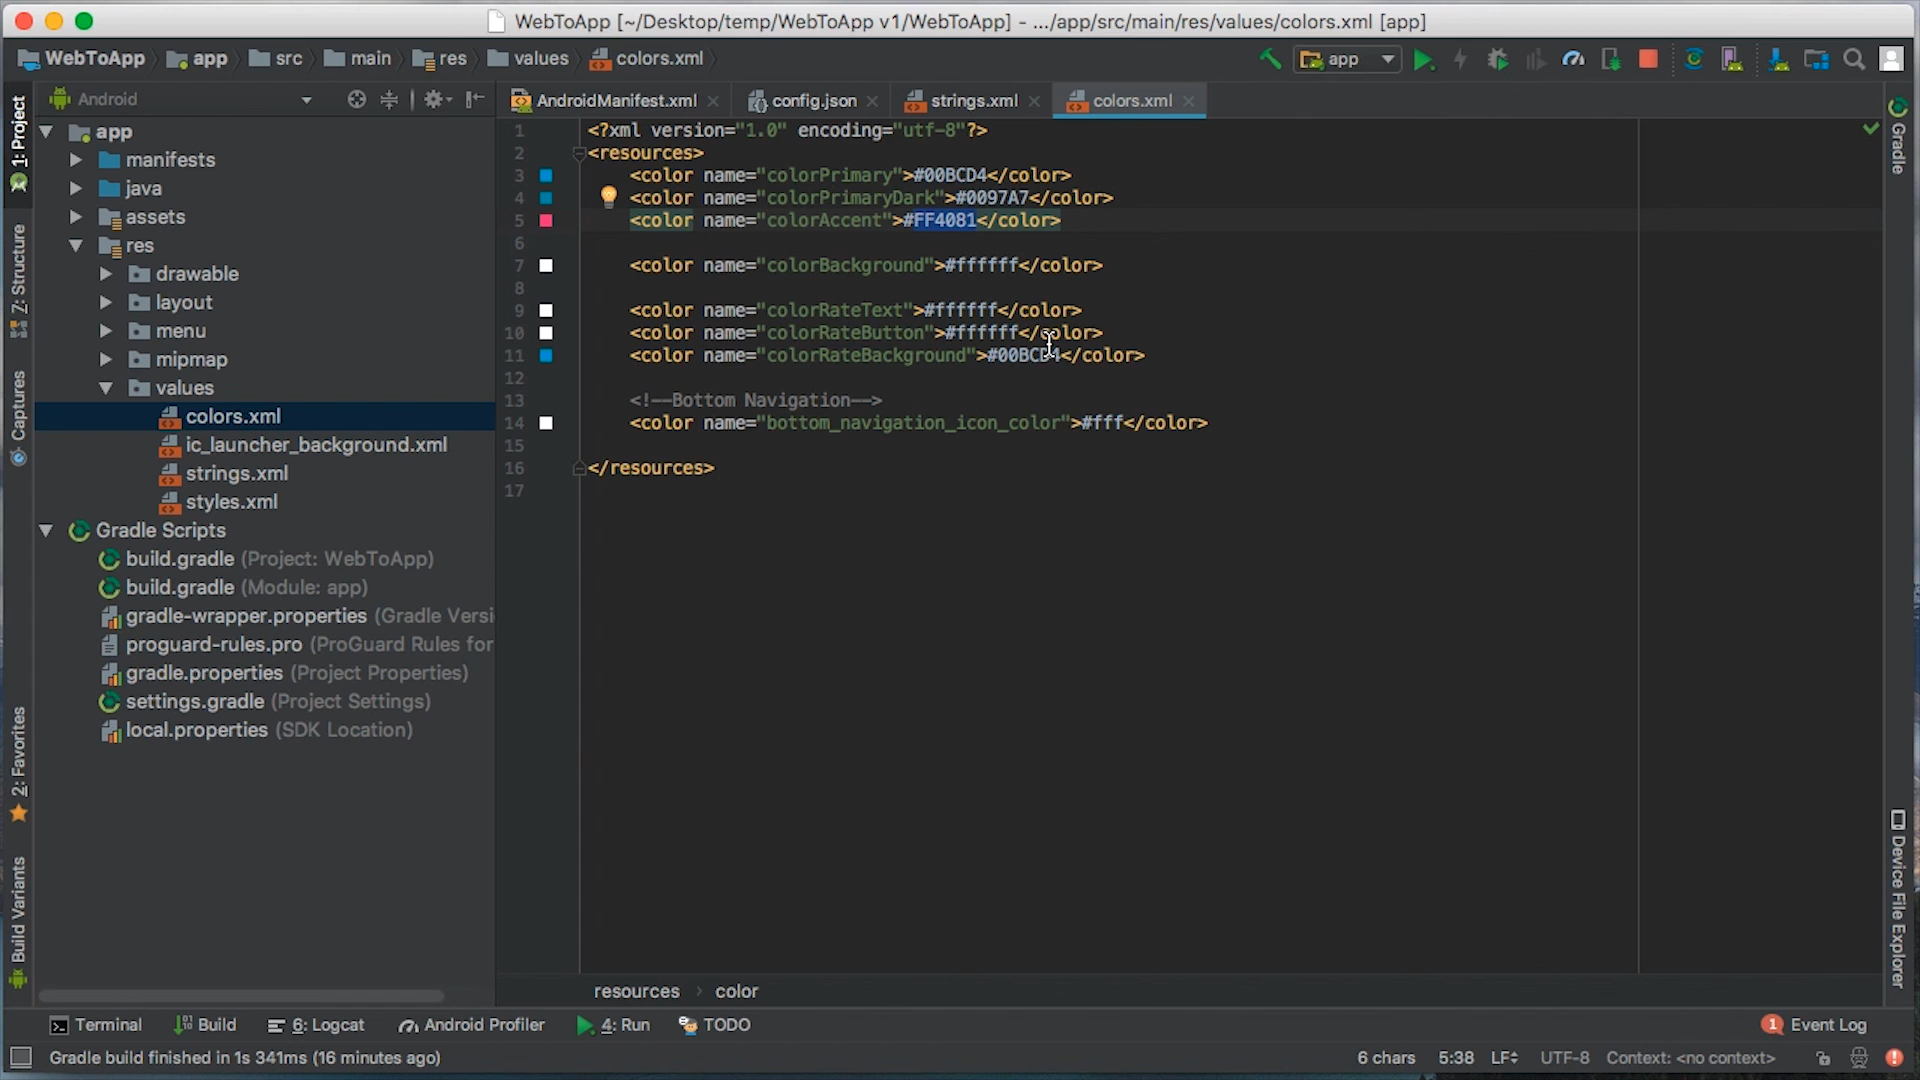 WebToApp [~/Desktop/temp/WebToApp v1/WebToApp] - .../app/src/main/res/values/colors.xml [app]
WebToApp app src main res values colors.xml app
Android
AndroidManifest.xml config.json strings.xml colors.xml
1: Project
7: Structure
Captures
2: Favorites
Build Variants
app
manifests
java
assets
res
drawable
layout
menu
mipmap
values
colors.xml
ic_launcher_background.xml
strings.xml
styles.xml
Gradle Scripts
build.gradle (Project: WebToApp)
build.gradle (Module: app)
gradle-wrapper.properties (Gradle Versi
proguard-rules.pro (ProGuard Rules for
gradle.properties (Project Properties)
settings.gradle (Project Settings)
local.properties (SDK Location)
1 <?xml version="1.0" encoding="utf-8"?>
2 <resources>
3 <color name="colorPrimary">#00BCD4</color>
4 <color name="colorPrimaryDark">#0097A7</color>
5 <color name="colorAccent">#FF4081</color>
6
7 <color name="colorBackground">#ffffff</color>
8
9 <color name="colorRateText">#ffffff</color>
10 <color name="colorRateButton">#ffffff</color>
11 <color name="colorRateBackground">#00BCD4</color>
12
13 <!--Bottom Navigation-->
14 <color name="bottom_navigation_icon_color">#fff</color>
15
16 </resources>
17
Gradle
Device File Explorer
resources color
Terminal Build 6: Logcat Android Profiler 4: Run TODO 1 Event Log
Gradle build finished in 1s 341ms (16 minutes ago) 6 chars 5:38 LF UTF-8 Context: <no context>